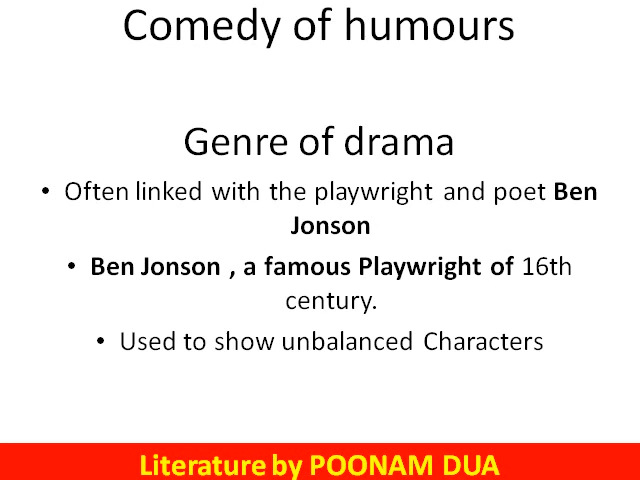 Comedy of humours
Genre of drama
• Often linked with the playwright and poet Ben
Jonson
• Ben Jonson , a famous Playwright of 16th
century.
• Used to show unbalanced Characters
Literature by POONAM DUA